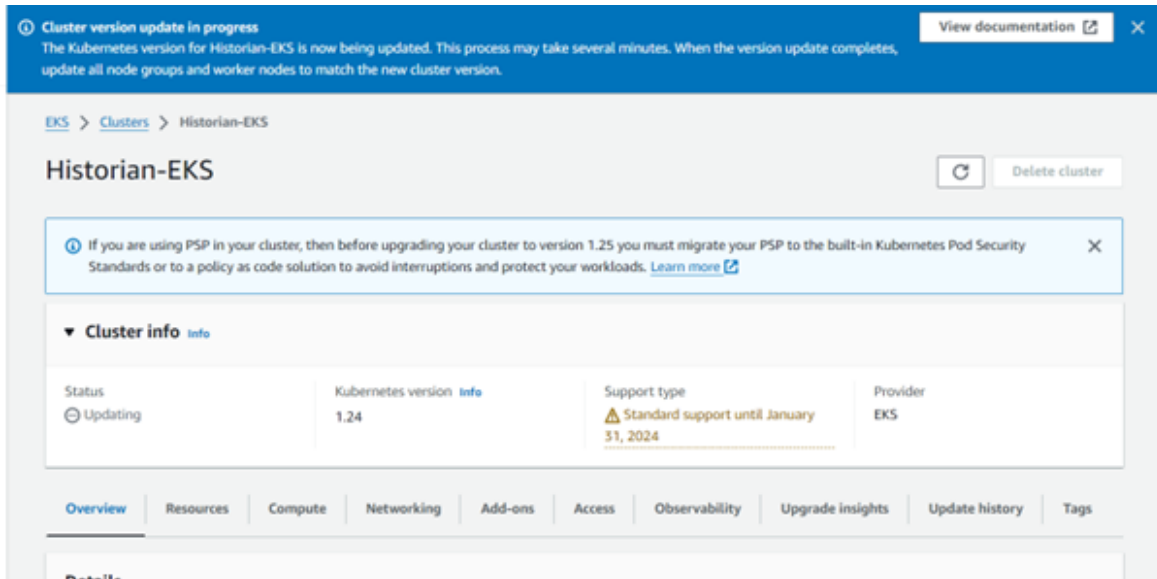 Cluster version update in progress
The Kubernetes version for Historian-EKS is now being updated. This process may take several minutes. When the version update completes,
update all node groups and worker nodes to match the new cluster version.
View documentation
EKS > Clusters > Historian-EKS
Historian-EKS
Delete cluster
If you are using PSP in your cluster, then before upgrading your cluster to version 1.25 you must migrate your PSP to the built-in Kubernetes Pod Security
Standards or to a policy as code solution to avoid interruptions and protect your workloads. Learn more
Cluster info Info
Status
Updating
Kubernetes version Info
1.24
Support type
Standard support until January
31, 2024
Provider
EKS
Overview
Resources
Compute
Networking
Add-ons
Access
Observability
Upgrade insights
Update history
Tags
Details